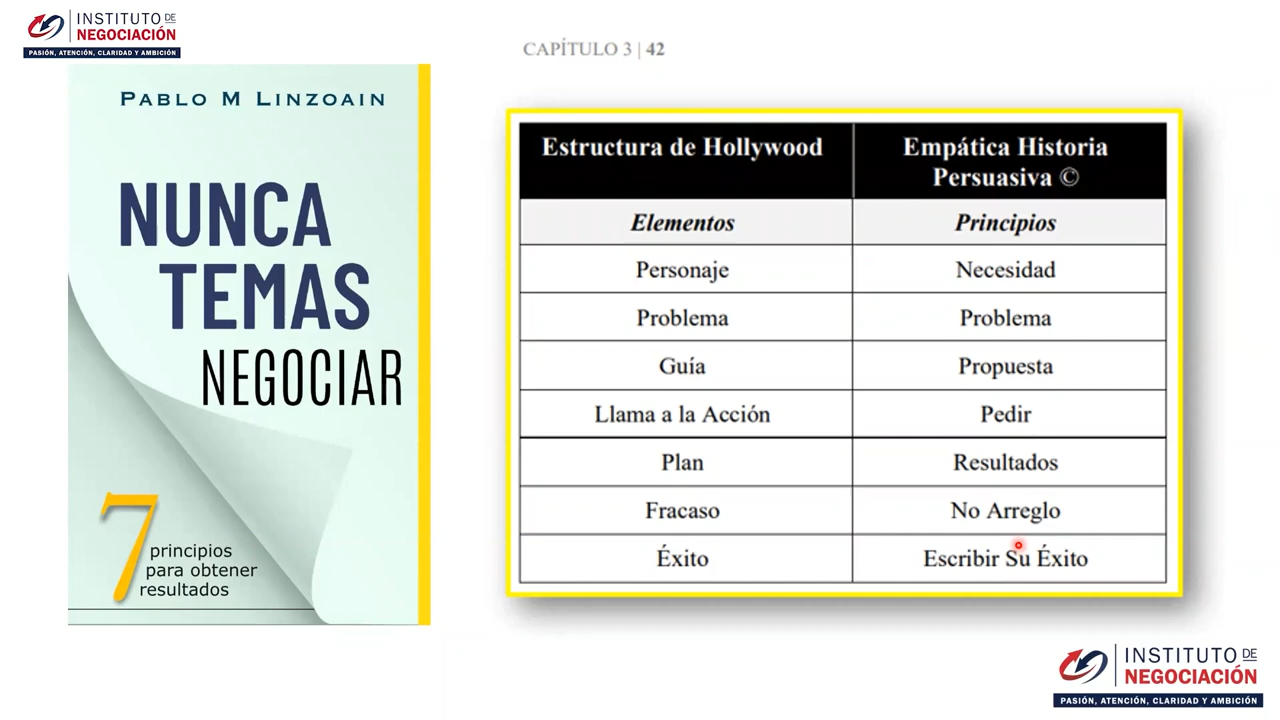 INSTITUTO DE
NEGOCIACIÓN
PASIÓN, ATENCIÓN, CLARIDAD Y AMBICIÓN
PABLO M LINZOAIN
NUNCA
TEMAS
NEGOCIAR
7 principios
para obtener
resultados
CAPÍTULO 3 | 42
Estructura de Hollywood
Empática Historia
Persuasiva ©
Elementos
Principios
Personaje
Necesidad
Problema
Problema
Guía
Propuesta
Llama a la Acción
Pedir
Plan
Resultados
Fracaso
No Arreglo
Éxito
Escribir Su Éxito
INSTITUTO DE
NEGOCIACIÓN
PASIÓN, ATENCIÓN, CLARIDAD Y AMBICIÓN